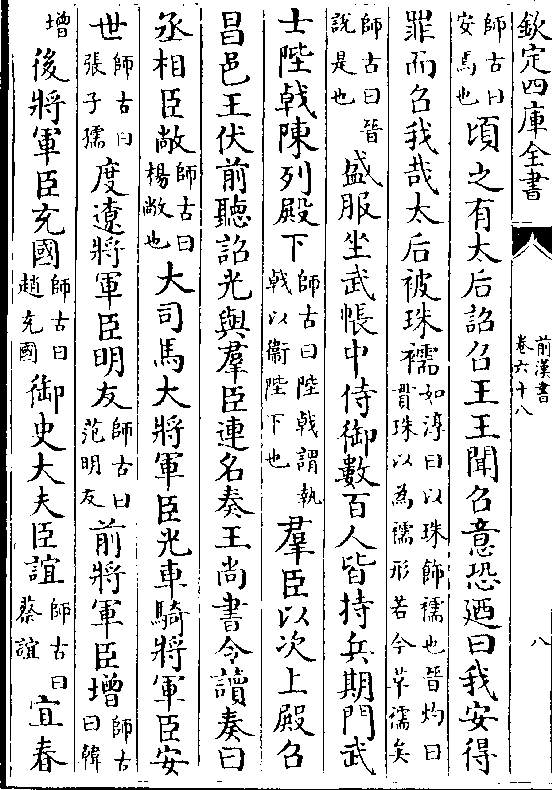 欽定四庫全書
前漢書
卷六十八
八
師古曰安焉也頃之有太后詔召王王聞召意恐廼曰我安得
罪而召我哉太后被珠襦如淳曰以珠飾襦也晉灼曰貫珠以為襦形若今革襦矣
師古曰晉說是也盛服坐武帳中侍御數百人皆持兵期門武
士陛戟陳列殿下師古曰陛戟謂執戟以衞陛下也羣臣以次上殿召
昌邑王伏前聽詔光與羣臣連名奏王尚書令讀奏曰
丞相臣敞師古曰楊敞也大司馬大將軍臣光車騎將軍臣安
世師古曰張子孺度遼將軍臣明友師古曰范明友前將軍臣增師古曰韓
增後將軍臣充國師古曰趙充國御史大夫臣誼師古曰蔡誼宜春